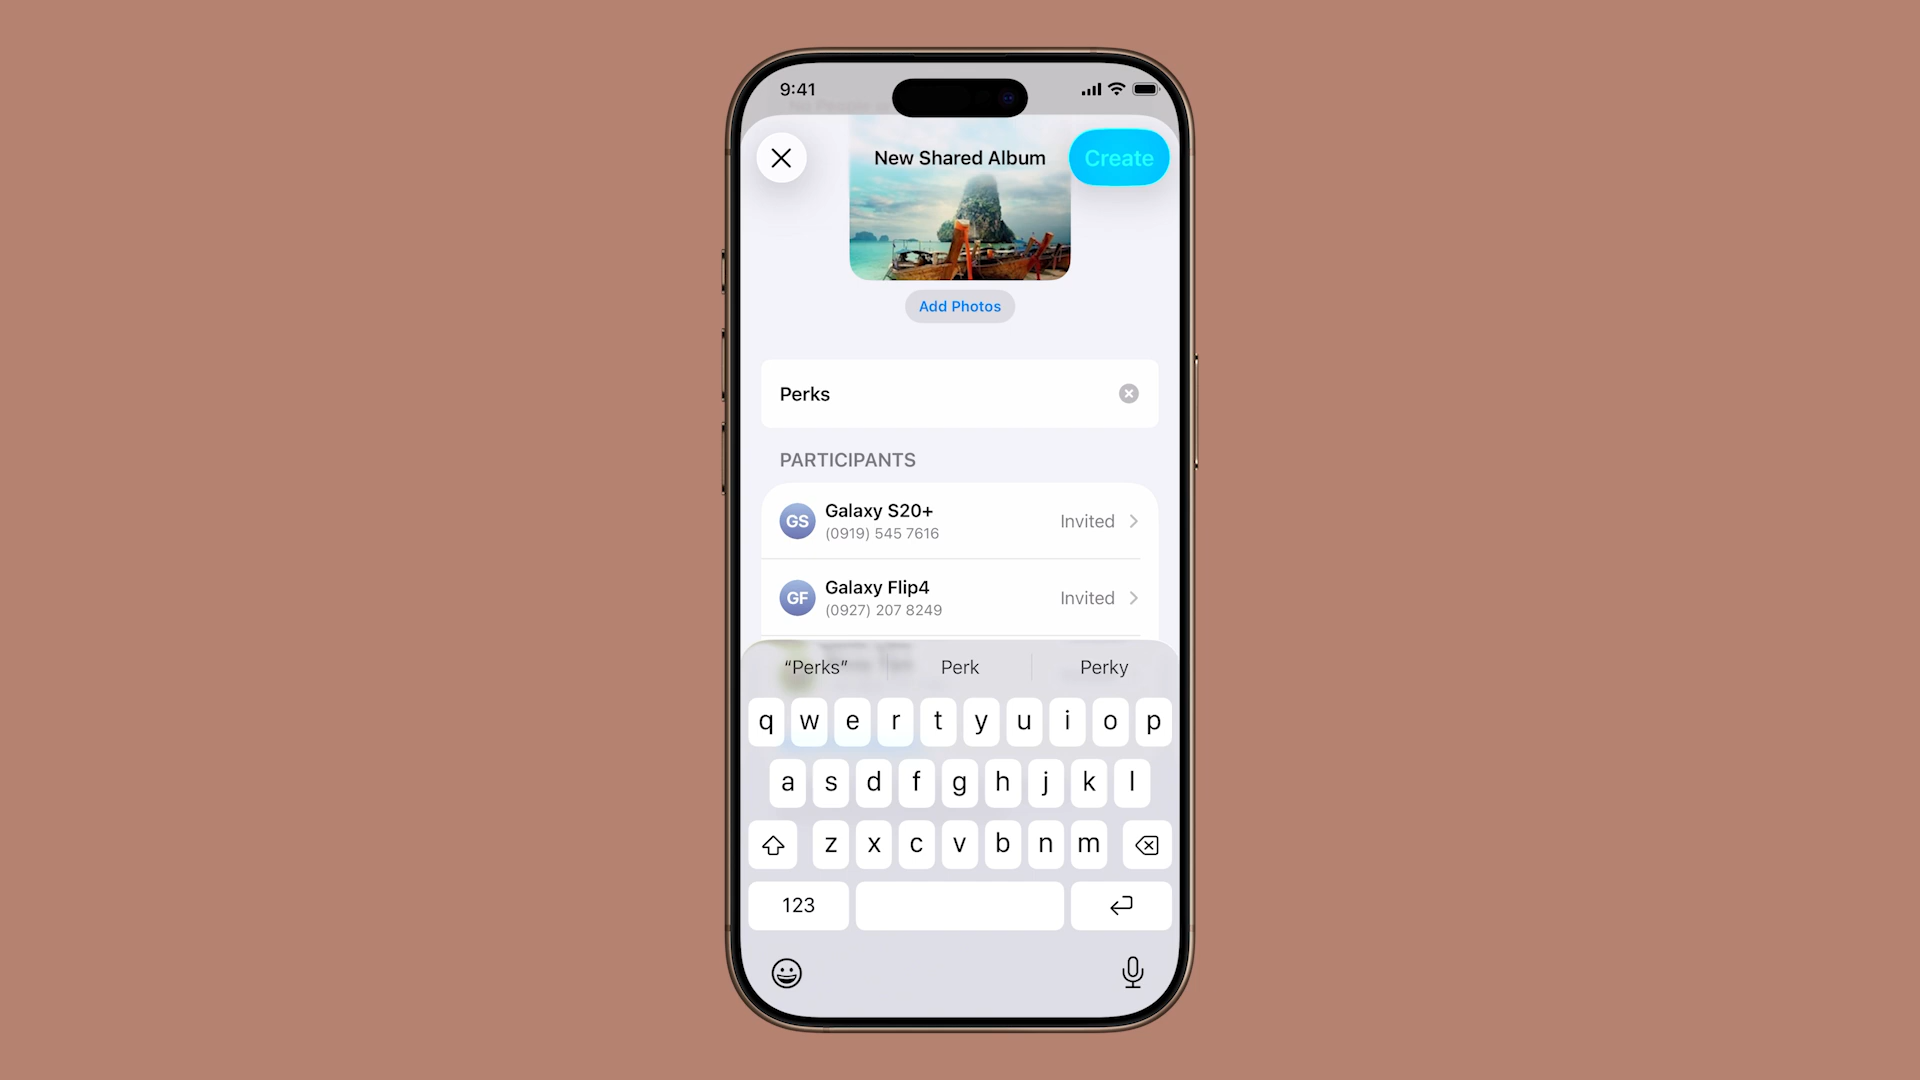 9:41
New Shared Album
Create
Add Photos
Perks
PARTICIPANTS
GS
Galaxy S20+
(0919) 545 7616
Invited
GF
Galaxy Flip4
(0927) 207 8249
Invited
“Perks” Perk Perky
q w e r t y u i o p
a s d f g h j k l
z x c v b n m
123